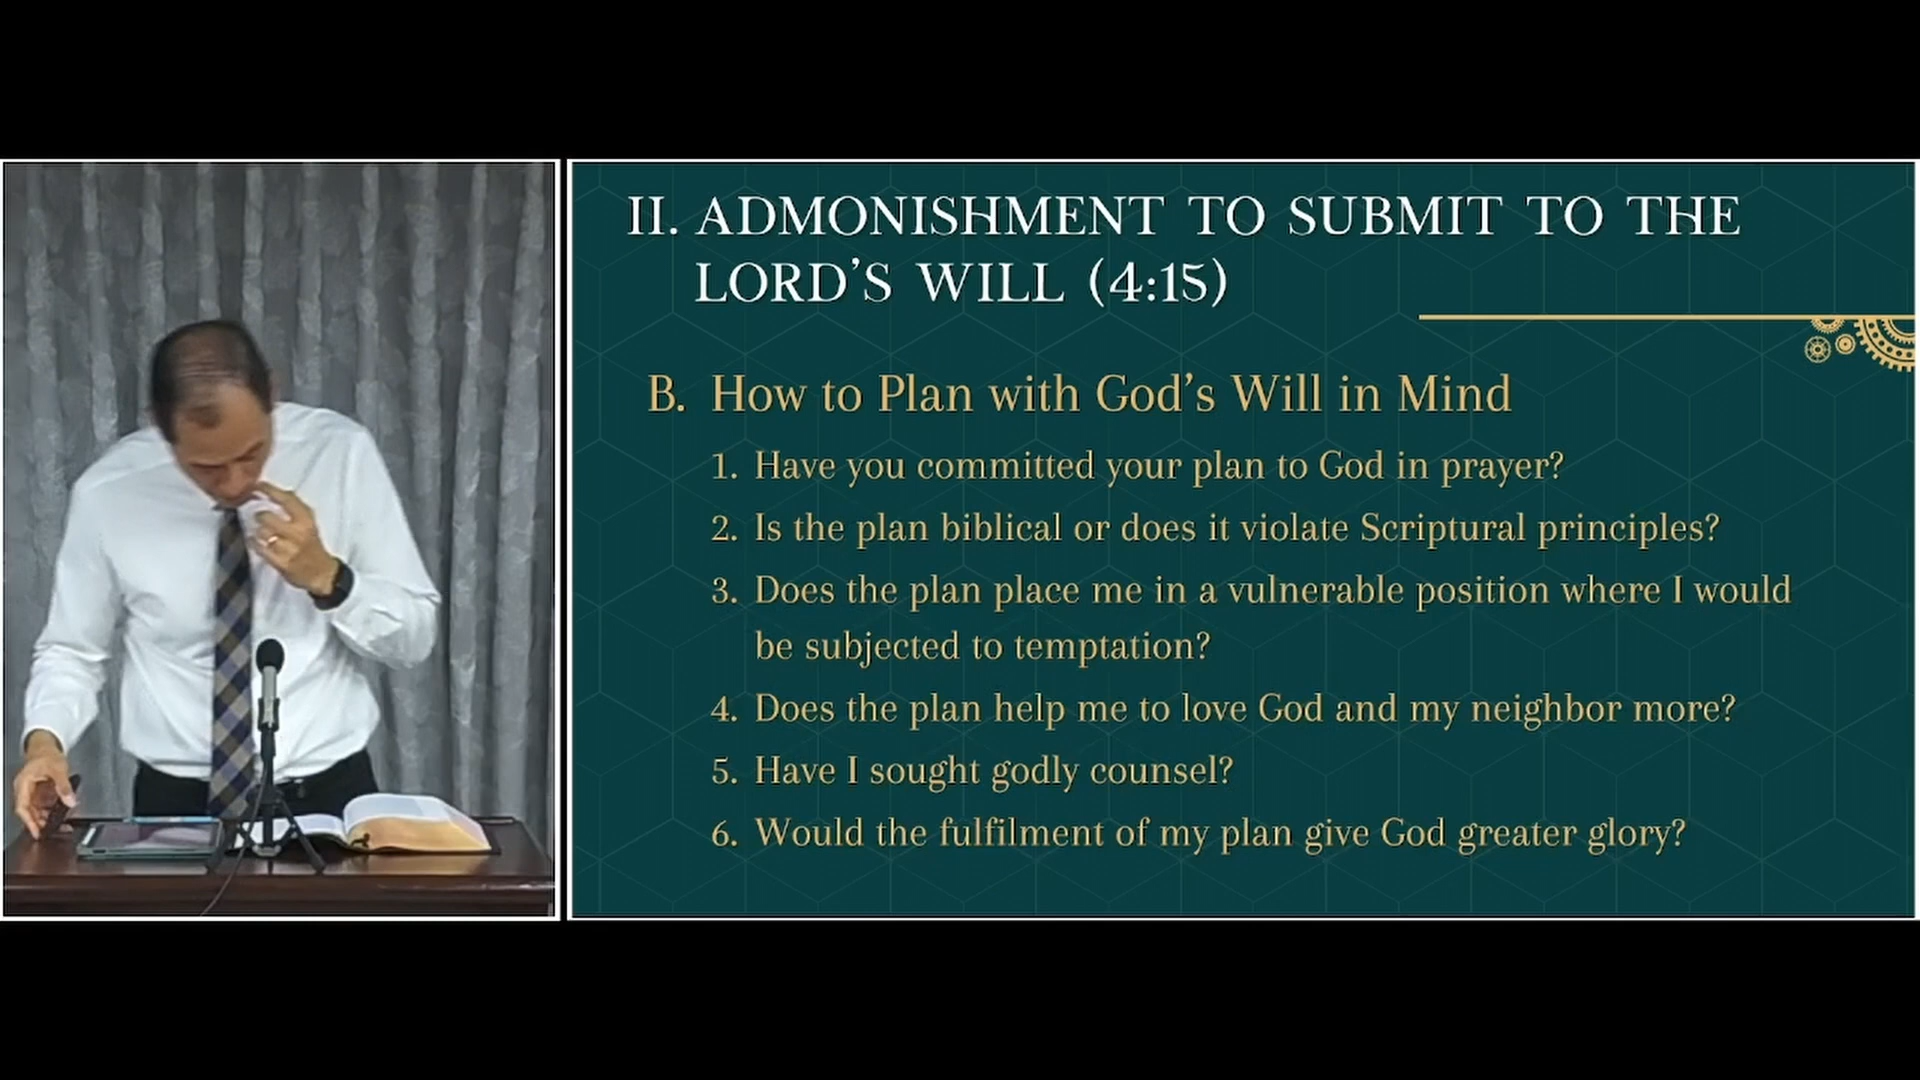 II. ADMONISHMENT TO SUBMIT TO THE
LORD'S WILL (4:15)
B. How to Plan with God's Will in Mind
1. Have you committed your plan to God in prayer?
2. Is the plan biblical or does it violate Scriptural principles?
3. Does the plan place me in a vulnerable position where I would
be subjected to temptation?
4. Does the plan help me to love God and my neighbor more?
5. Have I sought godly counsel?
6. Would the fulfilment of my plan give God greater glory?